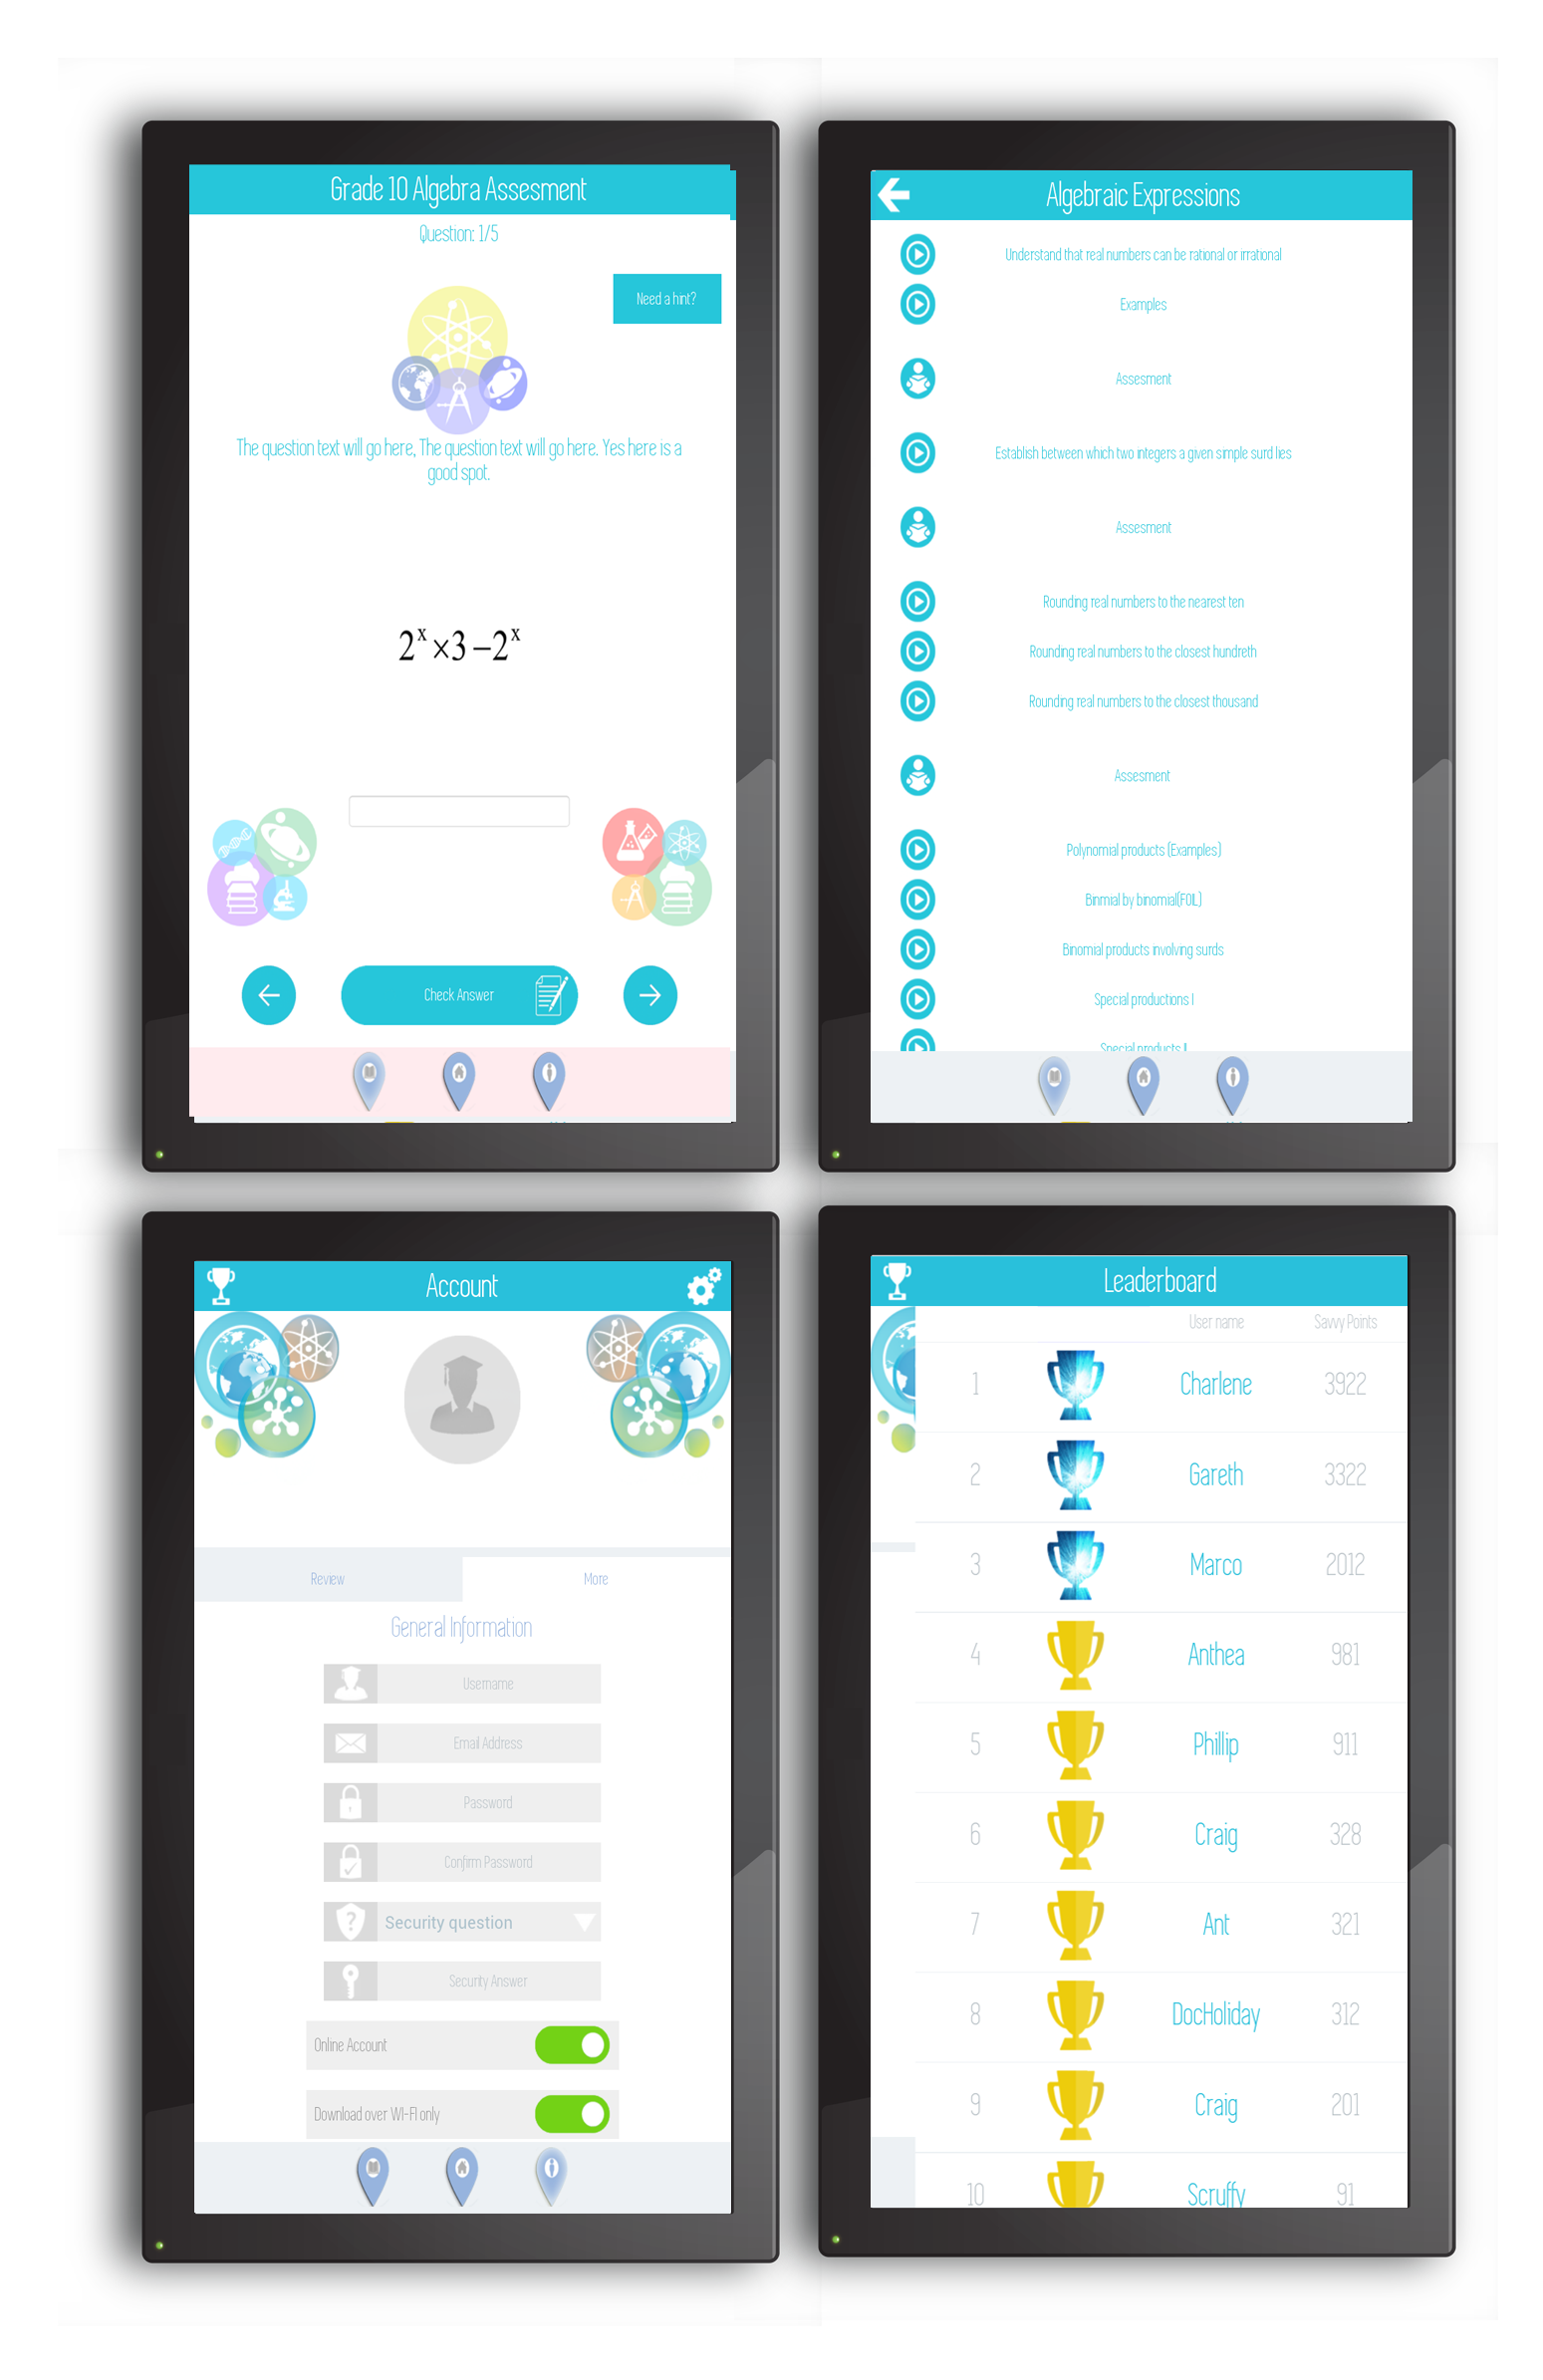 Grade 10 Algebra Assesment
Question: 1/5
Need a hint?
The question text will go here, The question text will go here. Yes here is a
good spot.
2ˣ×3−2ˣ
Check Answer
Algebraic Expressions
Understand that real numbers can be rational or irrational
Examples
Assesment
Establish between which two integers a given simple surd lies
Assesment
Rounding real numbers to the nearest ten
Rounding real numbers to the closest hundreth
Rounding real numbers to the closest thousand
Assesment
Polynomial products (Examples)
Binmial by binomial(FOIL)
Binomial products involving surds
Special productions I
Special products II
Account
Review
More
General Information
Username
Email Address
Password
Confirm Password
Security question
Security Answer
Online Account
Download over WI-FI only
Leaderboard
User name Savvy Points
1 Charlene 3922
2 Gareth 3322
3 Marco 2012
4 Anthea 981
5 Phillip 911
6 Craig 328
7 Ant 321
8 DocHoliday 312
9 Craig 201
10 Scruffy 91